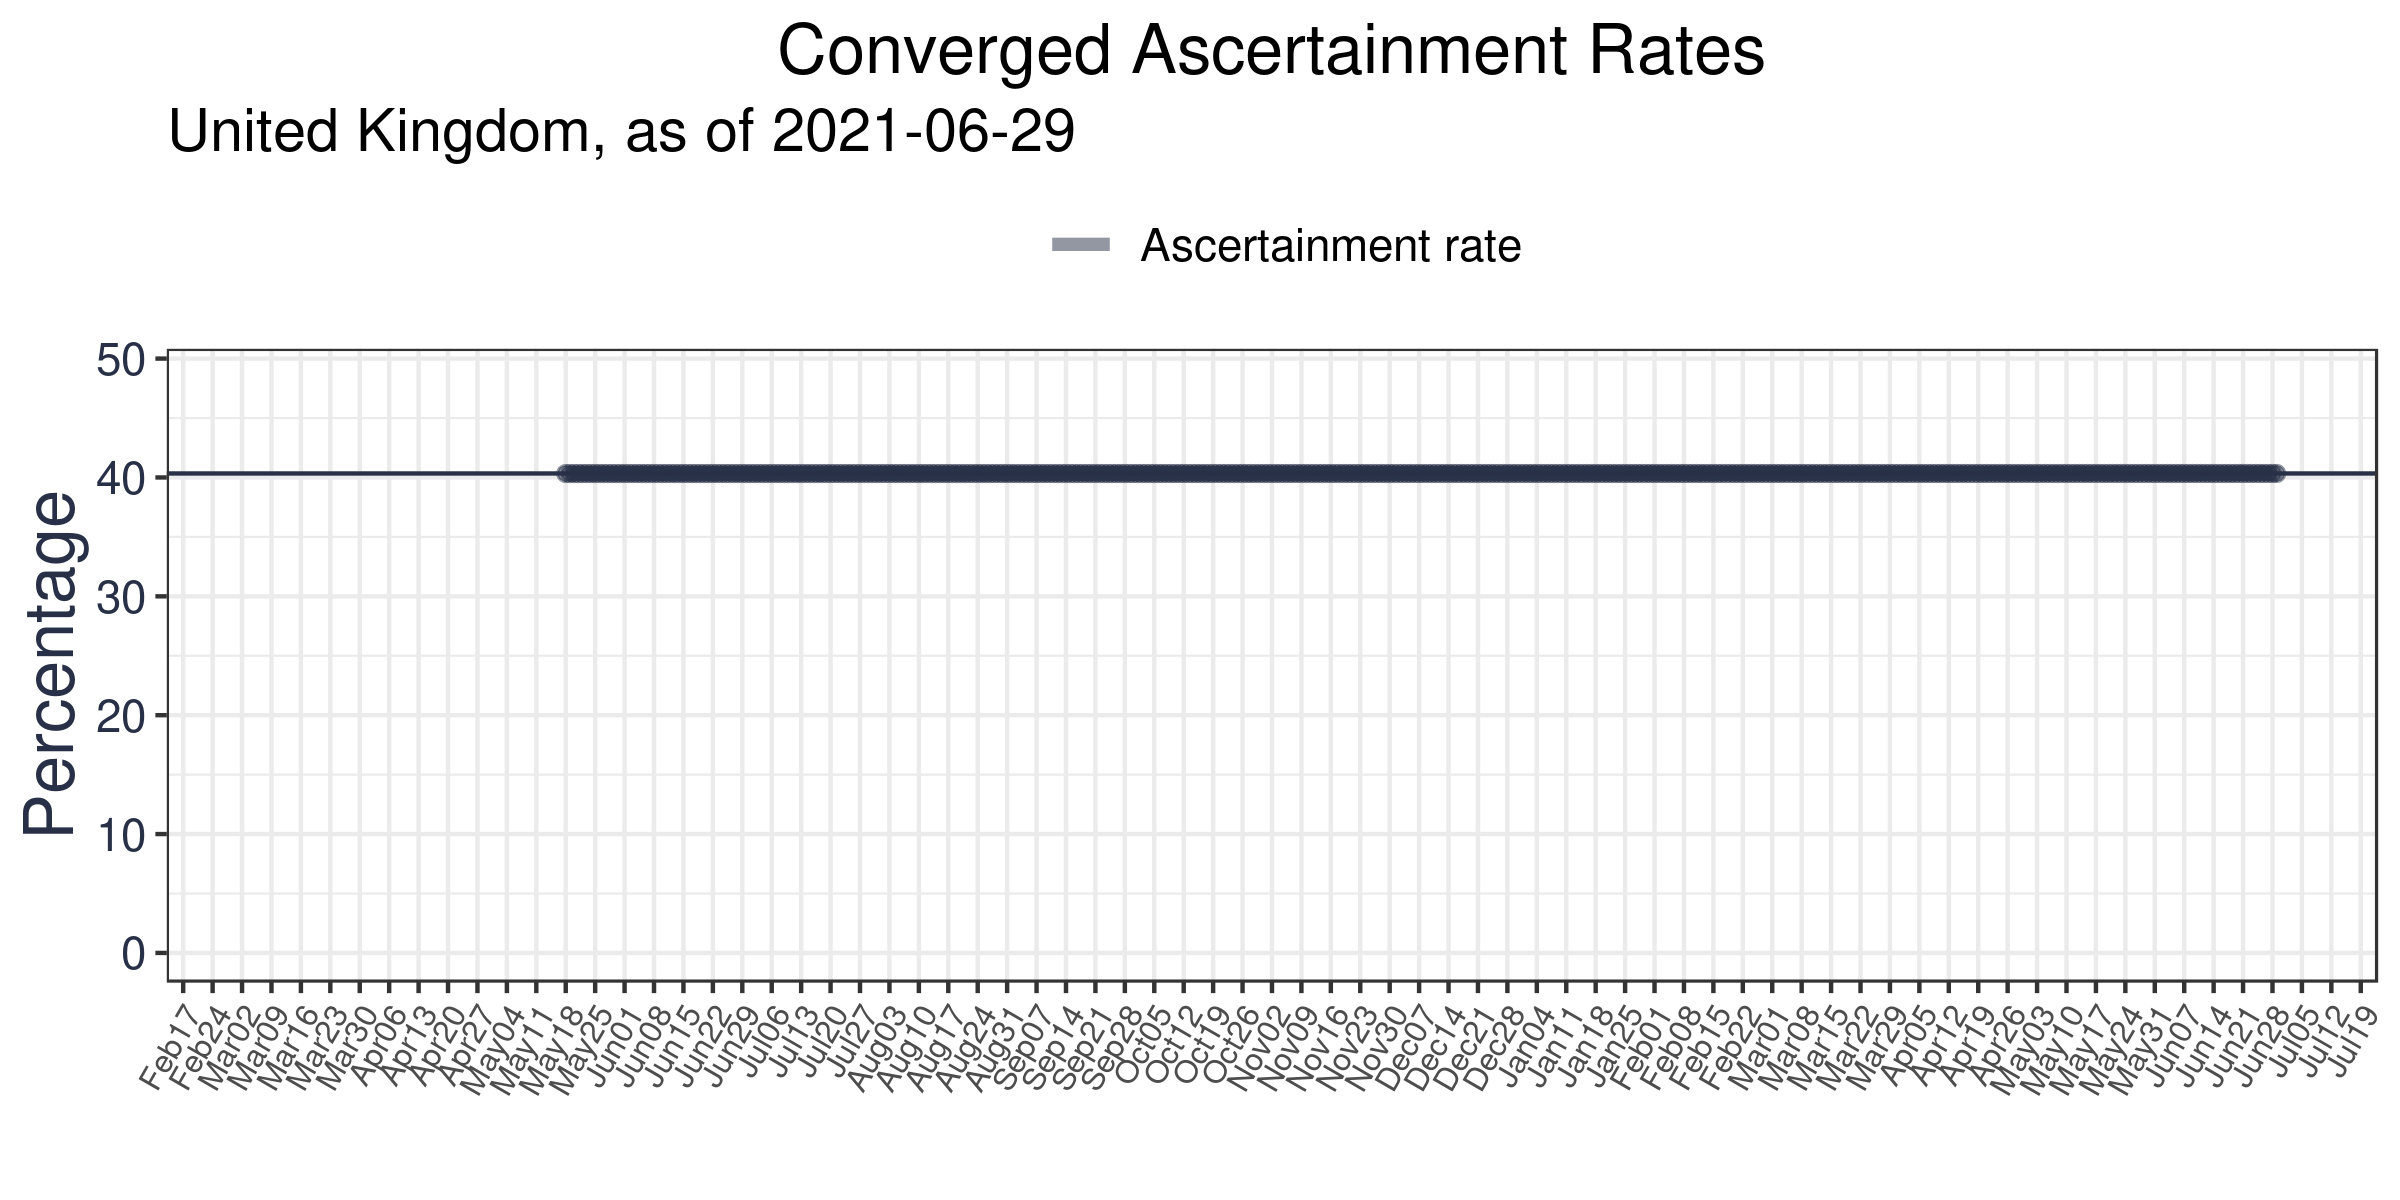 Converged Ascertainment Rates
United Kingdom, as of 2021-06-29
Ascertainment rate
Percentage
50
40
30
20
10
0
Feb17 Feb24 Mar02 Mar09 Mar16 Mar23 Mar30 Apr06 Apr13 Apr20 Apr27 May04 May11 May18 May25 Jun01 Jun08 Jun15 Jun22 Jun29 Jul06 Jul13 Jul20 Jul27 Aug03 Aug10 Aug17 Aug24 Aug31 Sep07 Sep14 Sep21 Sep28 Oct05 Oct12 Oct19 Oct26 Nov02 Nov09 Nov16 Nov23 Nov30 Dec07 Dec14 Dec21 Dec28 Jan04 Jan11 Jan18 Jan25 Feb01 Feb08 Feb15 Feb22 Mar01 Mar08 Mar15 Mar22 Mar29 Apr05 Apr12 Apr19 Apr26 May03 May10 May17 May24 May31 Jun07 Jun14 Jun21 Jun28 Jul05 Jul12 Jul19